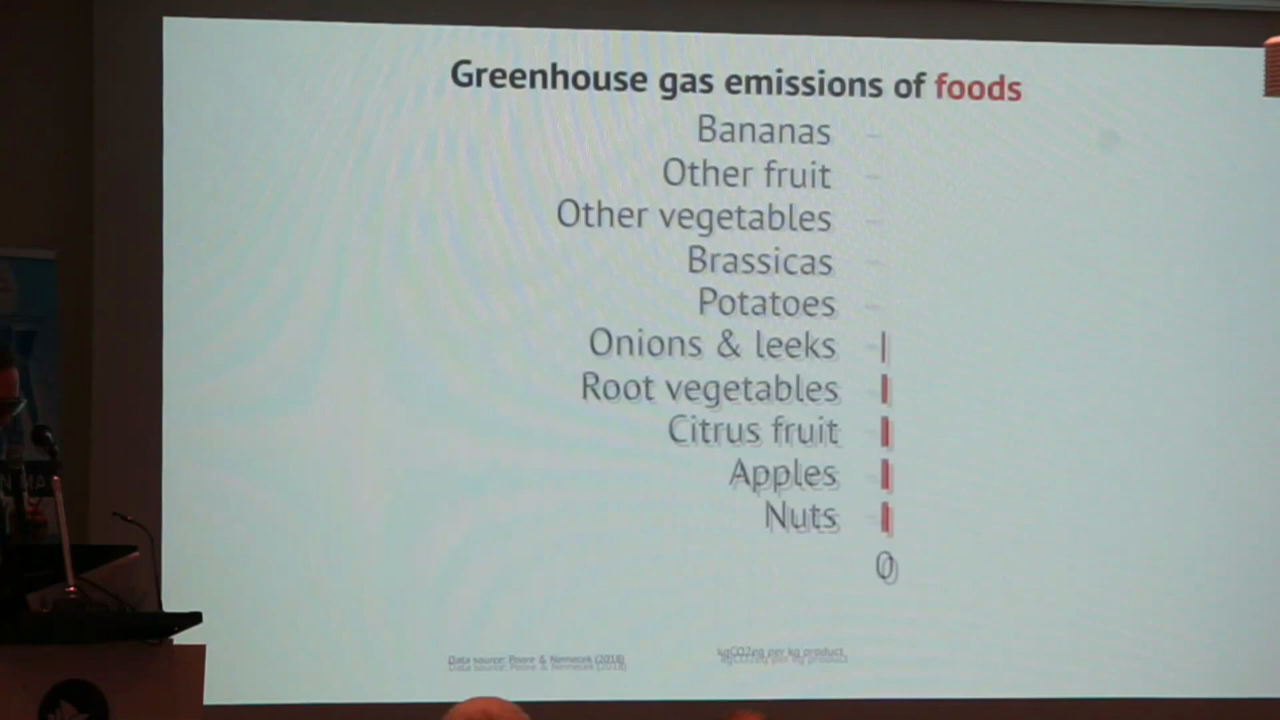 Greenhouse gas emissions of foods
Bananas
Other fruit
Other vegetables
Brassicas
Potatoes
Onions & leeks
Root vegetables
Citrus fruit
Apples
Nuts
0
Data source: Poore & Nemecek (2018)
kgCO2eq per kg product